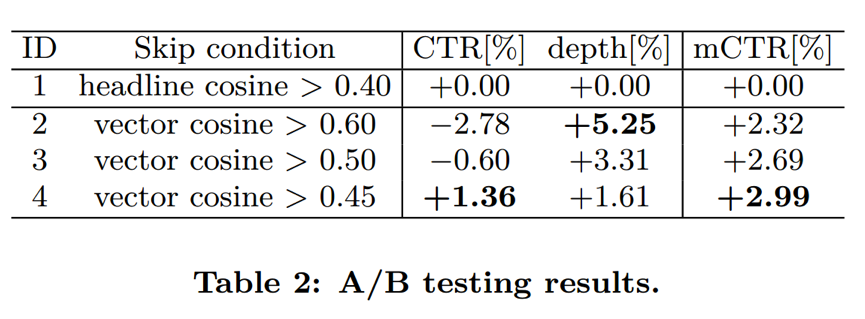 ID Skip condition CTR[%] depth[%] mCTR[%]
1 headline cosine > 0.40 +0.00 +0.00 +0.00
2 vector cosine > 0.60 −2.78 +5.25 +2.32
3 vector cosine > 0.50 −0.60 +3.31 +2.69
4 vector cosine > 0.45 +1.36 +1.61 +2.99
Table 2: A/B testing results.